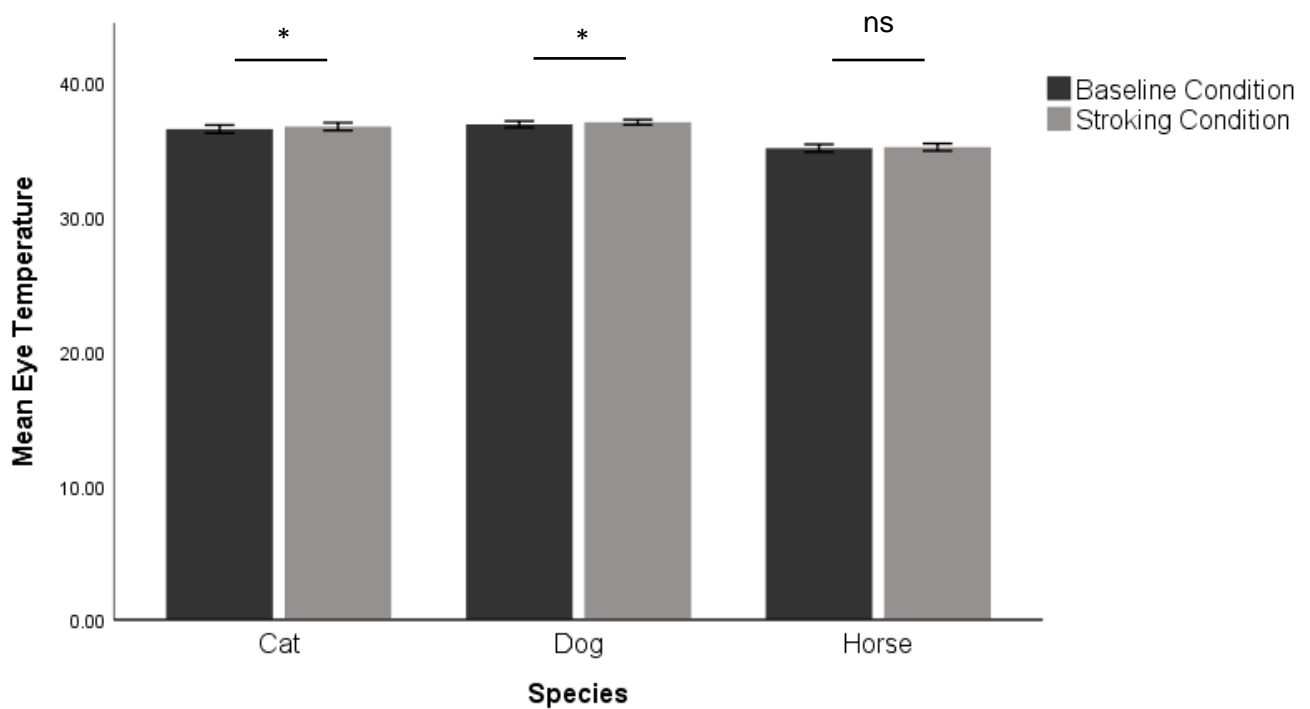 *
*
ns
40.00
30.00
20.00
10.00
0.00
Mean Eye Temperature
Cat
Dog
Horse
Species
Baseline Condition
Stroking Condition